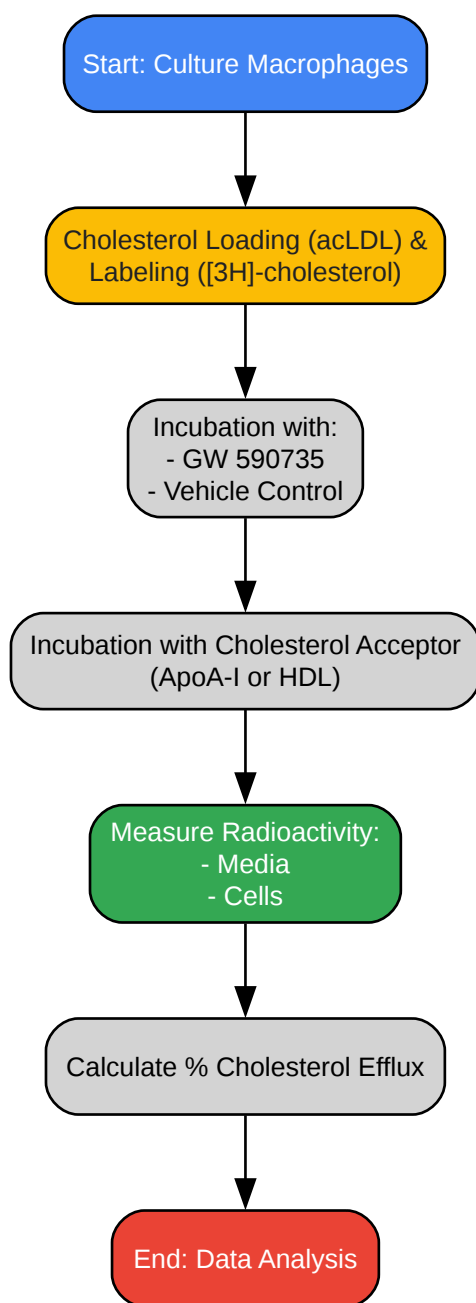 Start: Culture Macrophages
Cholesterol Loading (acLDL) &
Labeling ([3H]-cholesterol)
Incubation with:
- GW 590735
- Vehicle Control
Incubation with Cholesterol Acceptor
(ApoA-I or HDL)
Measure Radioactivity:
- Media
- Cells
Calculate % Cholesterol Efflux
End: Data Analysis